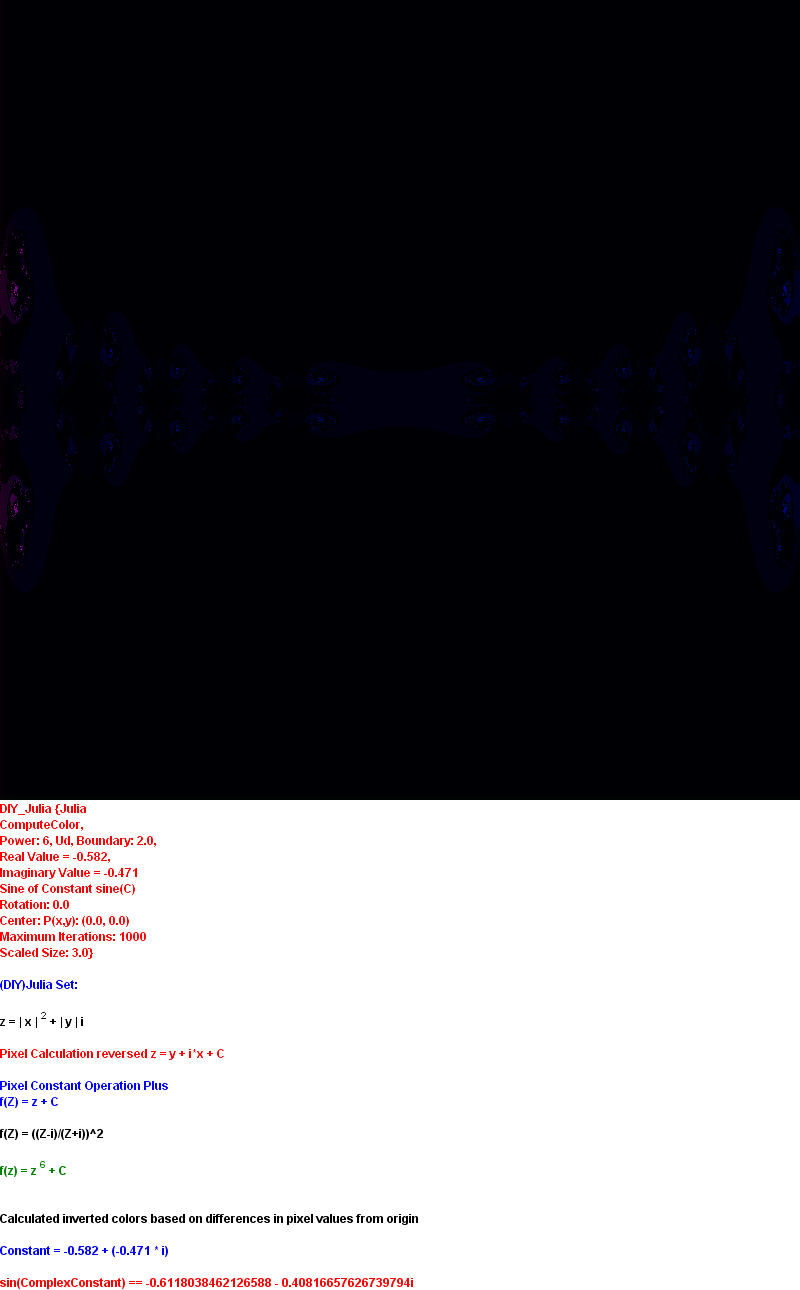 DIY_Julia {Julia
ComputeColor,
Power: 6, Ud, Boundary: 2.0,
Real Value = -0.582,
Imaginary Value = -0.471
Sine of Constant sine(C)
Rotation: 0.0
Center: P(x,y): (0.0, 0.0)
Maximum Iterations: 1000
Scaled Size: 3.0}
(DIY)Julia Set:
z = | x | 2 + | y | i
Pixel Calculation reversed z = y + i*x + C
Pixel Constant Operation Plus
f(Z) = z + C
f(Z) = ((Z-i)/(Z+i))^2
f(z) = z 6 + C
Calculated inverted colors based on differences in pixel values from origin
Constant = -0.582 + (-0.471 * i)
sin(ComplexConstant) == -0.6118038462126588 - 0.40816657626739794i